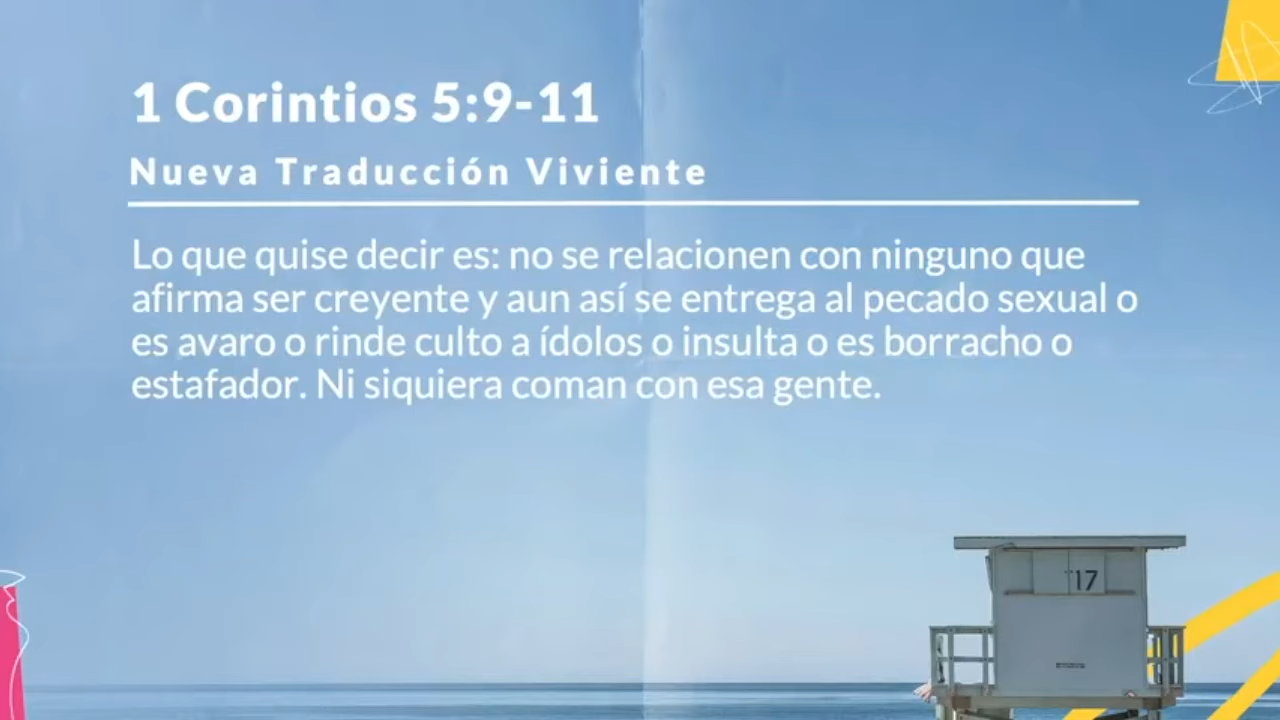 1 Corintios 5:9-11
Nueva Traducción Viviente
Lo que quise decir es: no se relacionen con ninguno que
afirma ser creyente y aun así se entrega al pecado sexual o
es avaro o rinde culto a ídolos o insulta o es borracho o
estafador. Ni siquiera coman con esa gente.
17